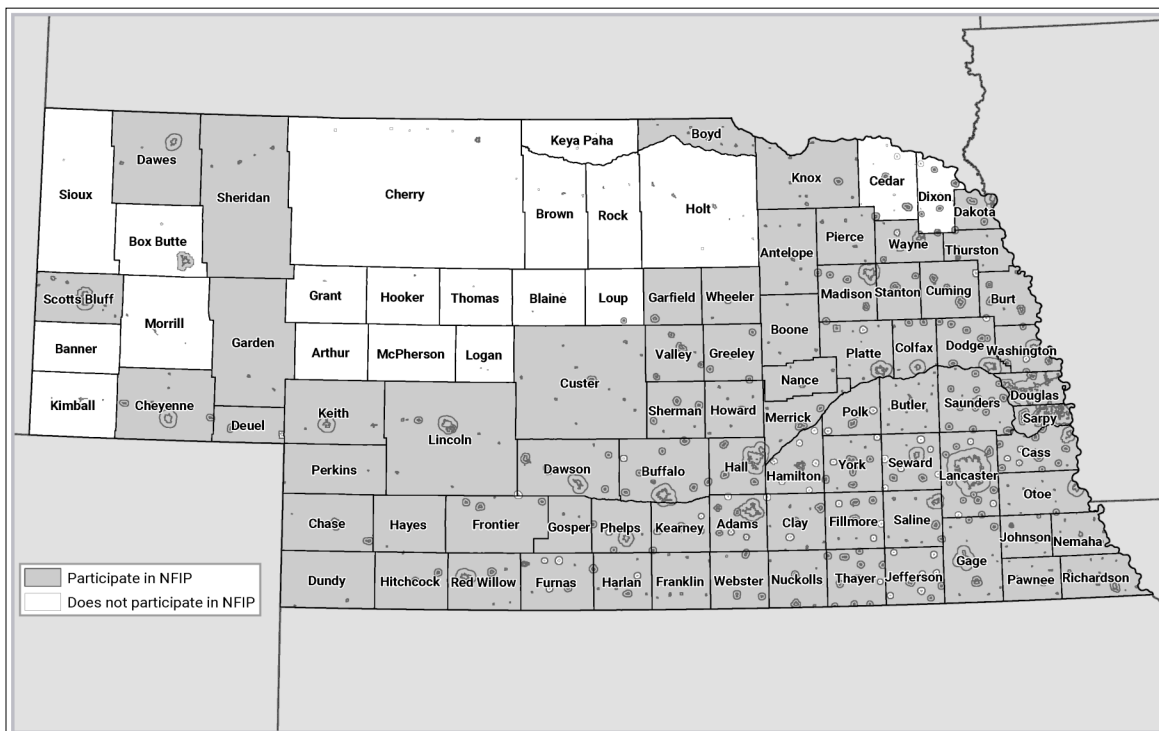 Keya Paha
Boyd
Dawes
Sioux
Sheridan
Cherry
Brown
Rock
Holt
Knox
Cedar
Dixon
Dakota
Box Butte
Antelope
Pierce
Wayne
Thurston
Scotts Bluff
Morrill
Garden
Grant
Hooker
Thomas
Blaine
Loup
Garfield
Wheeler
Madison
Stanton
Cuming
Burt
Banner
Arthur
McPherson
Logan
Custer
Valley
Greeley
Boone
Platte
Colfax
Dodge
Washington
Kimball
Cheyenne
Deuel
Keith
Lincoln
Sherman
Howard
Nance
Merrick
Polk
Butler
Saunders
Douglas
Sarpy
Perkins
Dawson
Buffalo
Hall
Hamilton
York
Seward
Lancaster
Cass
Otoe
Chase
Hayes
Frontier
Gosper
Phelps
Kearney
Adams
Clay
Fillmore
Saline
Gage
Johnson
Nemaha
Dundy
Hitchcock
Red Willow
Furnas
Harlan
Franklin
Webster
Nuckolls
Thayer
Jefferson
Pawnee
Richardson
Participate in NFIP
Does not participate in NFIP